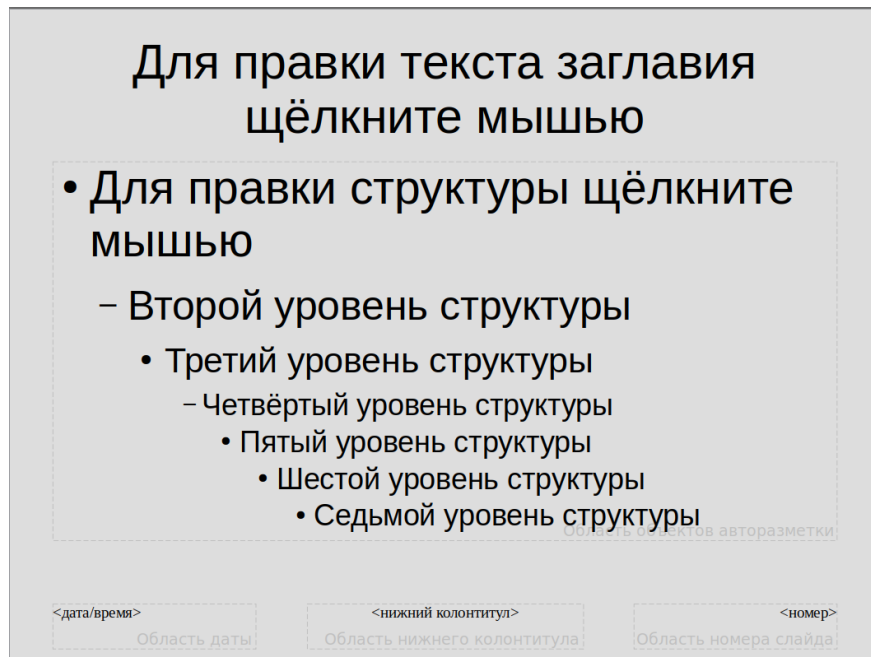 Для правки текста заглавия
щёлкните мышью
• Для правки структуры щёлкните
мышью
– Второй уровень структуры
• Третий уровень структуры
– Четвёртый уровень структуры
• Пятый уровень структуры
• Шестой уровень структуры
• Седьмой уровень структуры
Область объектов авторазметки
<дата/время> <нижний колонтитул> <номер>
Область даты Область нижнего колонтитула Область номера слайда